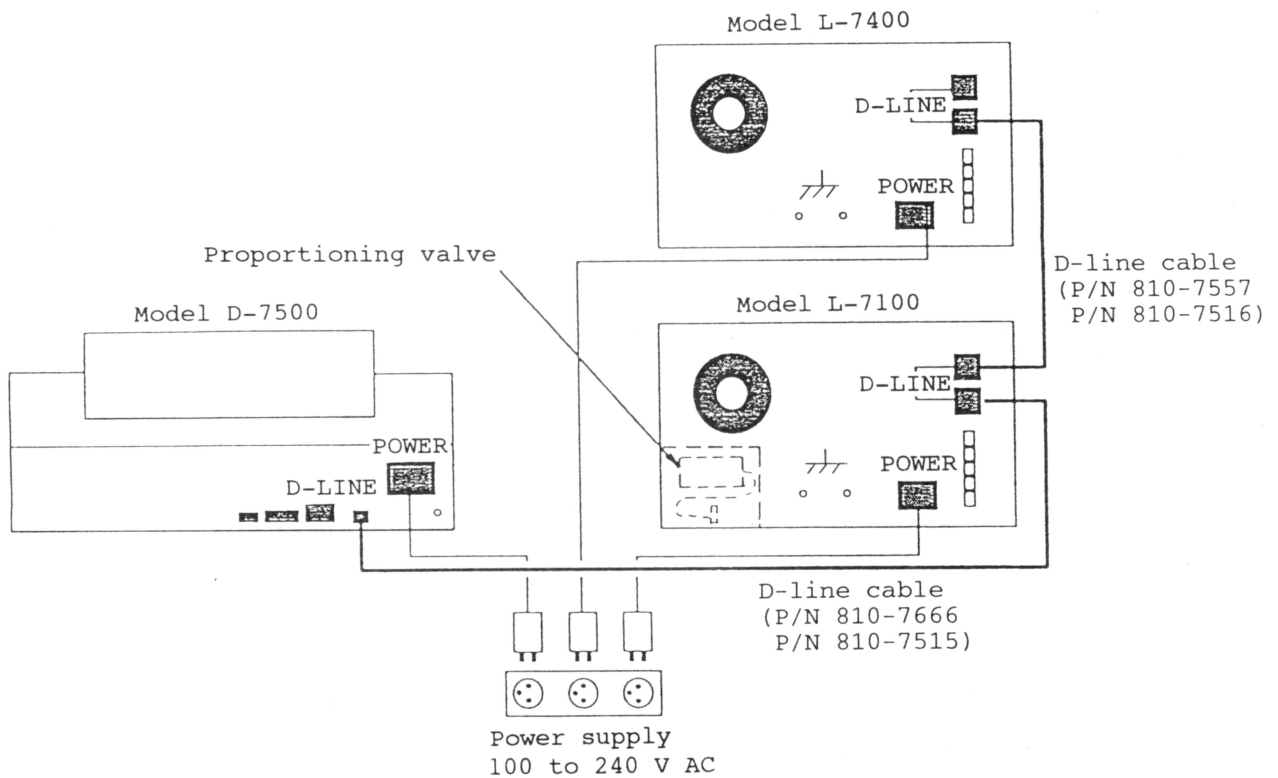 Model L-7400
D-LINE
POWER
Proportioning valve
D-line cable
(P/N 810-7557
P/N 810-7516)
Model D-7500
Model L-7100
D-LINE
POWER
POWER
D-LINE
D-line cable
(P/N 810-7666
P/N 810-7515)
Power supply
100 to 240 V AC